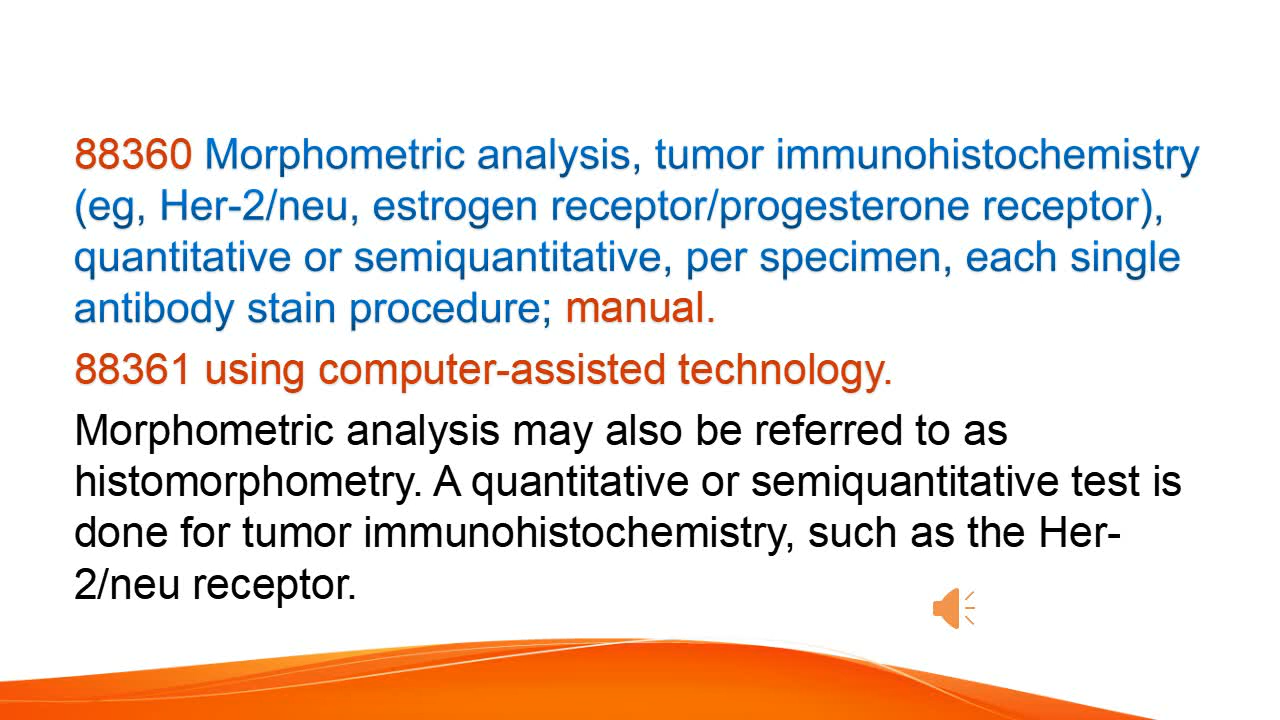 88360 Morphometric analysis, tumor immunohistochemistry
(eg, Her-2/neu, estrogen receptor/progesterone receptor),
quantitative or semiquantitative, per specimen, each single
antibody stain procedure; manual.
88361 using computer-assisted technology.
Morphometric analysis may also be referred to as
histomorphometry. A quantitative or semiquantitative test is
done for tumor immunohistochemistry, such as the Her-
2/neu receptor.